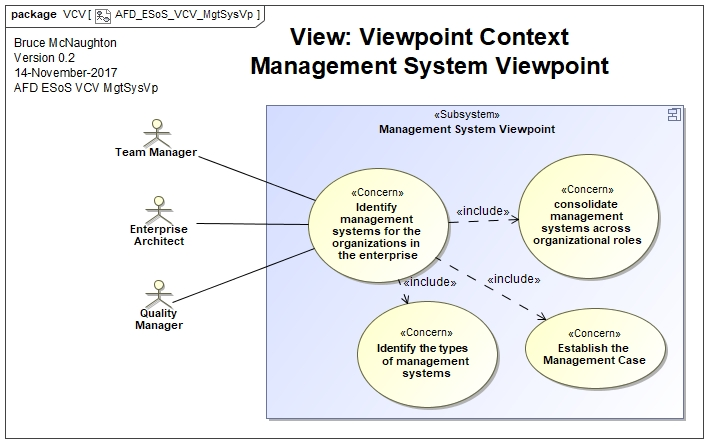 package VCV [ AFD_ESoS_VCV_MgtSysVp ]
Bruce McNaughton
Version 0.2
14-November-2017
AFD ESoS VCV MgtSysVp
View: Viewpoint Context
Management System Viewpoint
«Subsystem»
Management System Viewpoint
Team Manager
Enterprise
Architect
Quality
Manager
«Concern»
Identify
management
systems for the
organizations in
the enterprise
«include»
«Concern»
consolidate
management
systems across
organizational roles
«include»
«include»
«Concern»
Identify the types
of management
systems
«Concern»
Establish the
Management Case